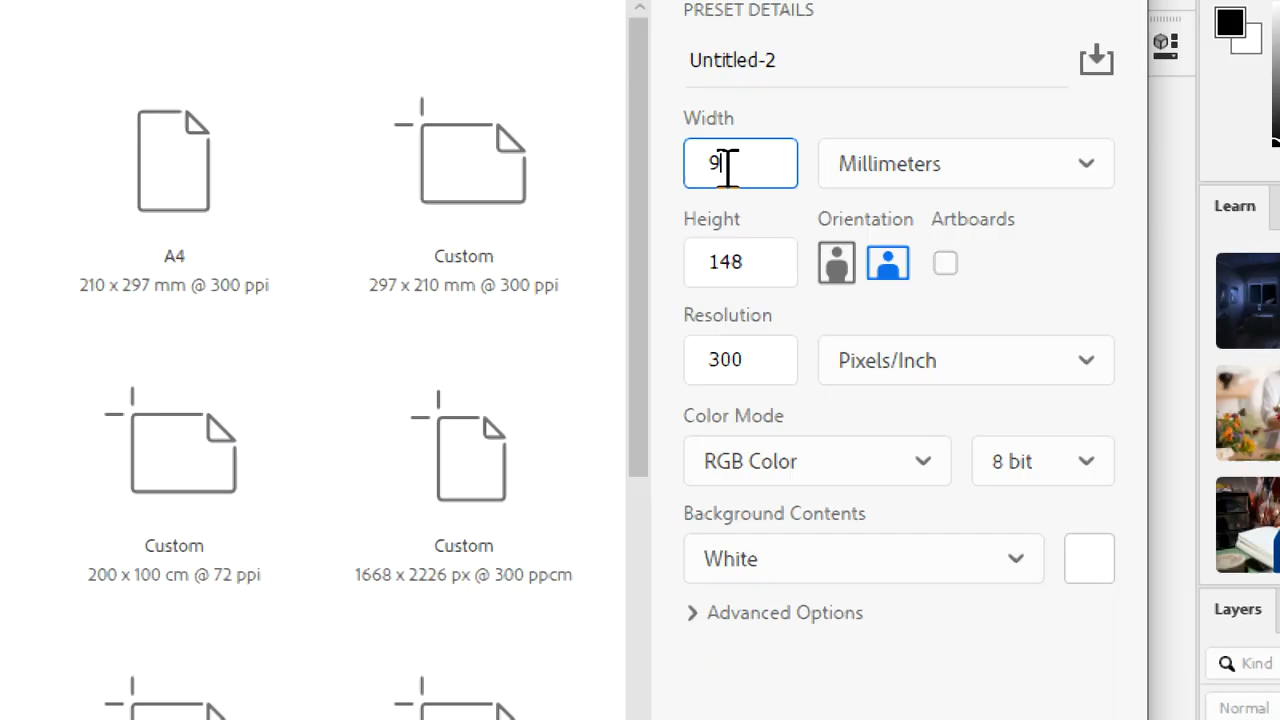 PRESET DETAILS
Untitled-2
Width
9
Millimeters
Height
Orientation
Artboards
148
Resolution
300
Pixels/Inch
Color Mode
RGB Color
8 bit
Background Contents
White
Advanced Options
A4
210 x 297 mm @ 300 ppi
Custom
297 x 210 mm @ 300 ppi
Custom
200 x 100 cm @ 72 ppi
Custom
1668 x 2226 px @ 300 ppcm
Learn
Layers
Kind
Normal